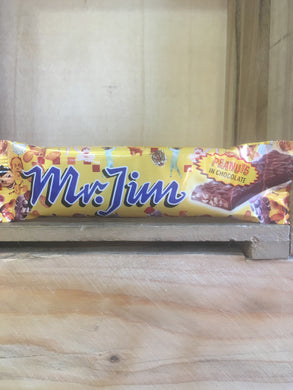 Mr. Jim
PEANUTS
IN CHOCOLATE